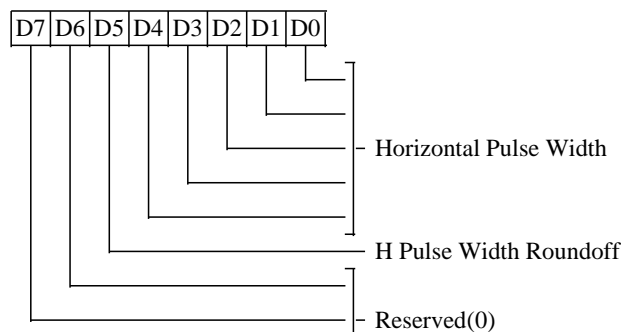 D7 D6 D5 D4 D3 D2 D1 D0
Horizontal Pulse Width
H Pulse Width Roundoff
Reserved(0)